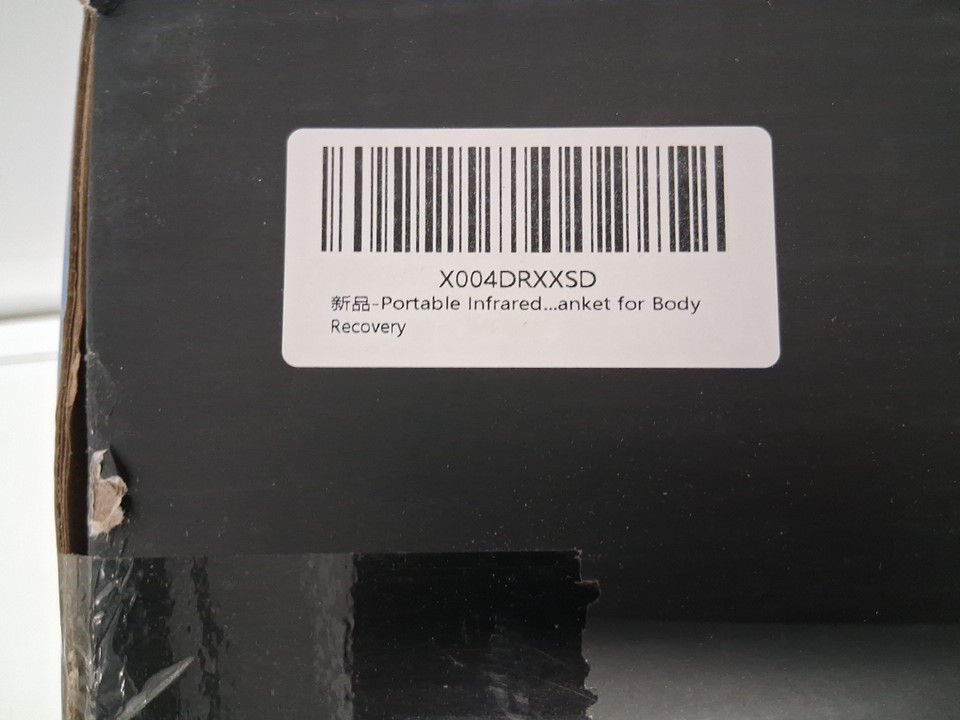 X004DRXXSD
新品-Portable Infrared...anket for Body
Recovery